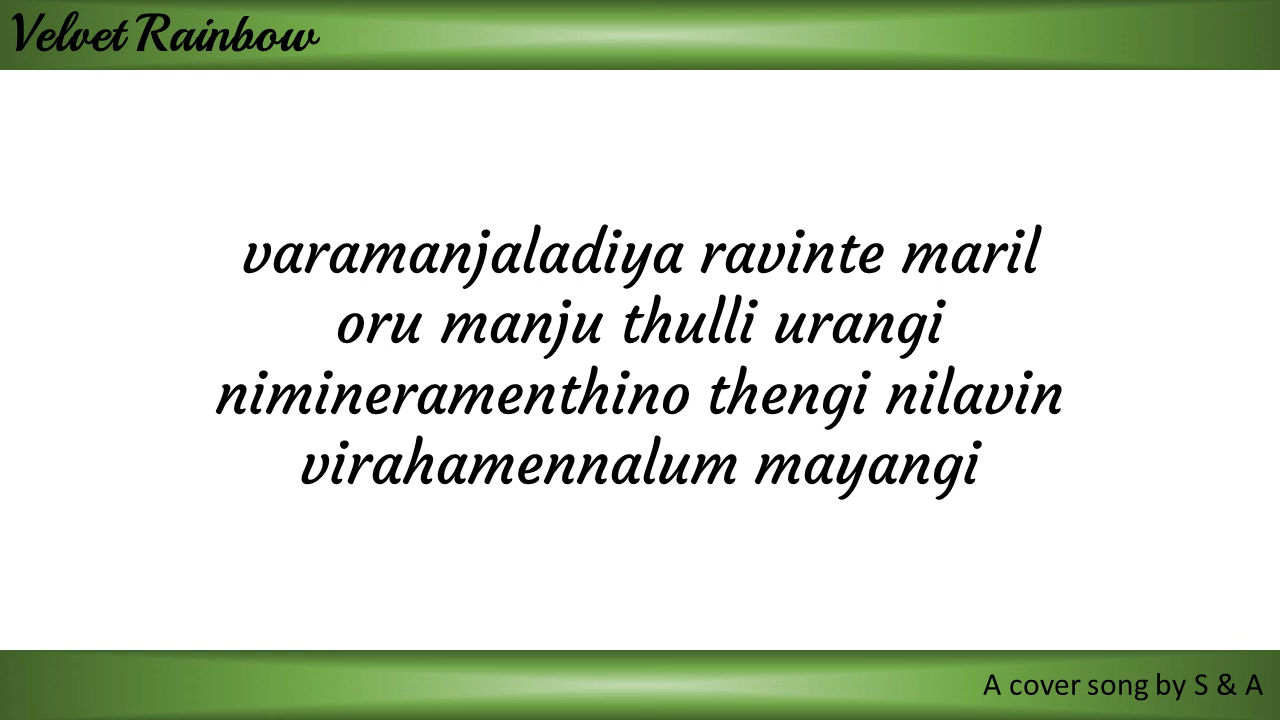 Velvet Rainbow
varamanjaladiya ravinte maril
oru manju thulli urangi
nimineramenthino thengi nilavin
virahamennalum mayangi
A cover song by S & A